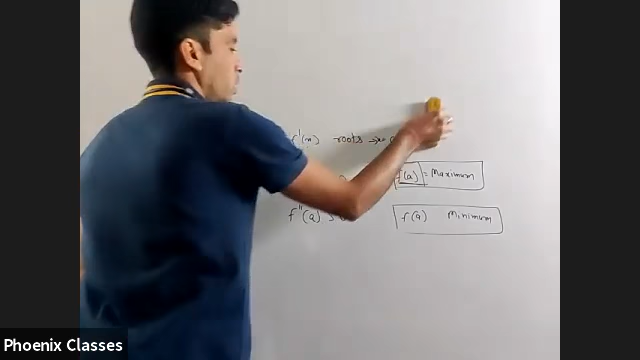 f'(x) roots →
f(a) = Maximum
f''(a) > f(a) Minimum
Phoenix Classes